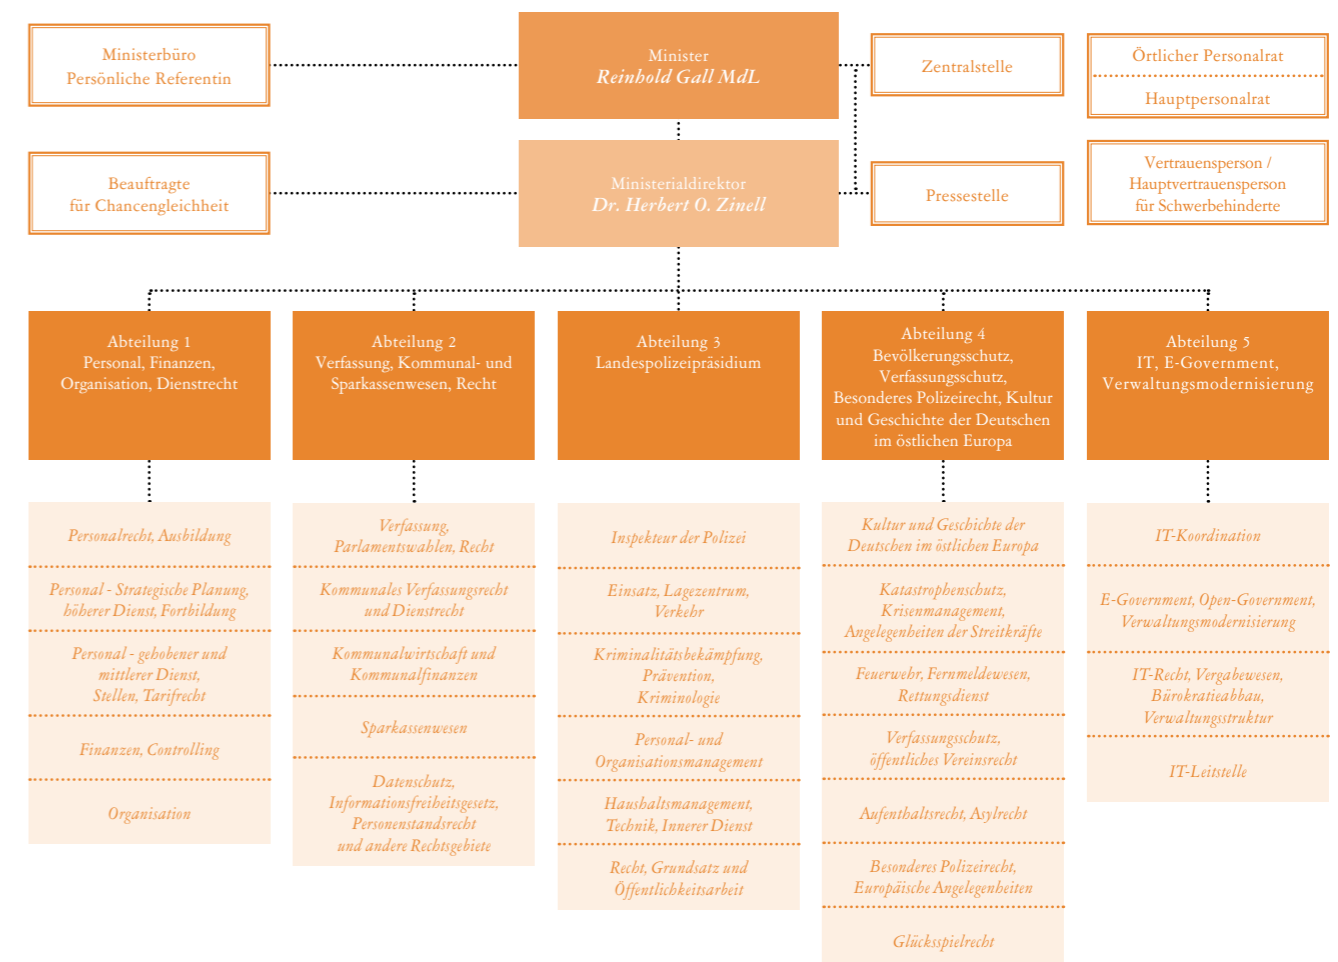 Ministerbüro
Persönliche Referentin
Minister
Reinhold Gall MdL
Zentralstelle
Örtlicher Personalrat
Hauptpersonalrat
Beauftragte
für Chancengleichheit
Ministerialdirektor
Dr. Herbert O. Zinell
Pressestelle
Vertrauensperson /
Hauptvertrauensperson
für Schwerbehinderte
Abteilung 1
Personal, Finanzen,
Organisation, Dienstrecht
Abteilung 2
Verfassung, Kommunal- und
Sparkassenwesen, Recht
Abteilung 3
Landespolizeipräsidium
Abteilung 4
Bevölkerungsschutz,
Verfassungsschutz,
Besonderes Polizeirecht, Kultur
und Geschichte der Deutschen
im östlichen Europa
Abteilung 5
IT, E-Government,
Verwaltungsmodernisierung
Personalrecht, Ausbildung
Personal - Strategische Planung,
höherer Dienst, Fortbildung
Personal - gehobener und
mittlerer Dienst,
Stellen, Tarifrecht
Finanzen, Controlling
Organisation
Verfassung,
Parlamentswahlen, Recht
Kommunales Verfassungsrecht
und Dienstrecht
Kommunalwirtschaft und
Kommunalfinanzen
Sparkassenwesen
Datenschutz,
Informationsfreiheitsgesetz,
Personenstandsrecht
und andere Rechtsgebiete
Inspekteur der Polizei
Einsatz, Lagezentrum,
Verkehr
Kriminalitätsbekämpfung,
Prävention,
Kriminologie
Personal- und
Organisationsmanagement
Haushaltsmanagement,
Technik, Innerer Dienst
Recht, Grundsatz und
Öffentlichkeitsarbeit
Kultur und Geschichte der
Deutschen im östlichen Europa
Katastrophenschutz,
Krisenmanagement,
Angelegenheiten der Streitkräfte
Feuerwehr, Fernmeldewesen,
Rettungsdienst
Verfassungsschutz,
öffentliches Vereinsrecht
Aufenthaltsrecht, Asylrecht
Besonderes Polizeirecht,
Europäische Angelegenheiten
Glücksspielrecht
IT-Koordination
E-Government, Open-Government,
Verwaltungsmodernisierung
IT-Recht, Vergabewesen,
Bürokratieabbau,
Verwaltungsstruktur
IT-Leitstelle